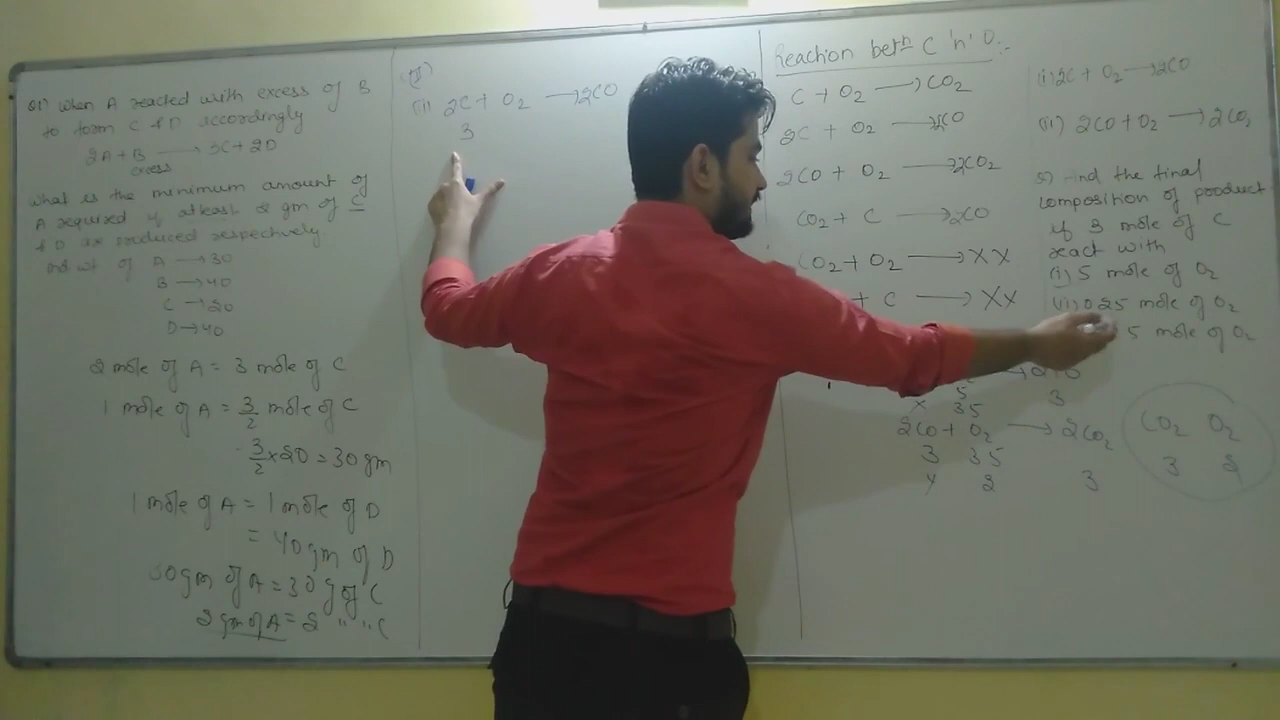 Q1) When A reacted with excess of B
to form C & D accordingly
2A + B → 3C + 2D
excess
What is the minimum amount of
A required if atleast 2 gm of C
& D are produced respectively
mol wt of A → 30
B → 40
C → 20
D → 40
2 mole of A = 3 mole of C
1 mole of A = 3/2 mole of C
3/2 × 20 = 30 gm
1 mole of A = 1 mole of D
= 40 gm of D
30 gm of A = 30 g of C
2 gm of A = 2 " " C
(ii) 2C + O2 → 2CO
3
Reaction betn C 'n' O:-
C + O2 → CO2
2C + O2 → 2CO
2CO + O2 → 2CO2
CO2 + C → 2CO
CO2 + O2 → XX
+ C → XX
(i) 2C + O2 → 2CO
(ii) 2CO + O2 → 2CO2
Find the final
composition of product
if 3 mole of C
react with
(i) 5 mole of O2
(ii) 0.25 mole of O2
5 mole of O2
5
x 3.5 3
2CO + O2 → 2CO2
3 3.5
x 2 3
CO2 O2
3 2